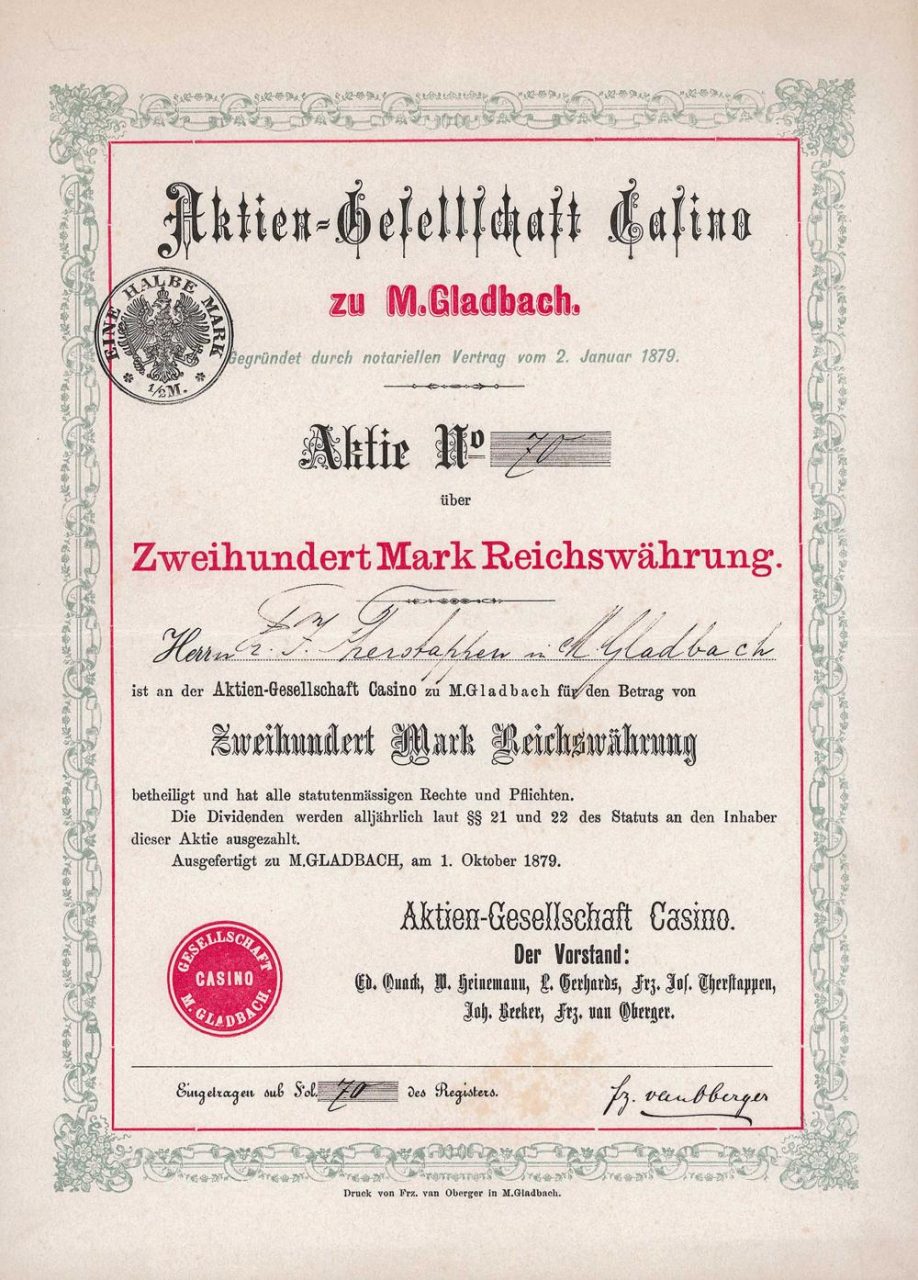 Aktien-Gesellschaft Casino
zu M.Gladbach.
EINE HALBE MARK
1/2 M.
Gegründet durch notariellen Vertrag vom 2. Januar 1879.
Aktie No 70
über
Zweihundert Mark Reichswährung.
Herrn Frz. J. Therstappen in M Gladbach
ist an der Aktien-Gesellschaft Casino zu M.Gladbach für den Betrag von
Zweihundert Mark Reichswährung
betheiligt und hat alle statutenmässigen Rechte und Pflichten.
Die Dividenden werden alljährlich laut §§ 21 und 22 des Statuts an den Inhaber
dieser Aktie ausgezahlt.
Ausgefertigt zu M.GLADBACH, am 1. Oktober 1879.
Aktien-Gesellschaft Casino.
Der Vorstand:
Ed. Quack, W. Heinemann, L. Gerhards, Frz. Jos. Therstappen,
Joh. Becker, Frz. van Oberger.
GESELLSCHAFT
CASINO
M. GLADBACH.
Eingetragen sub Fol. 70 des Registers.
frz. van Oberger
Druck von Frz. van Oberger in M.Gladbach.